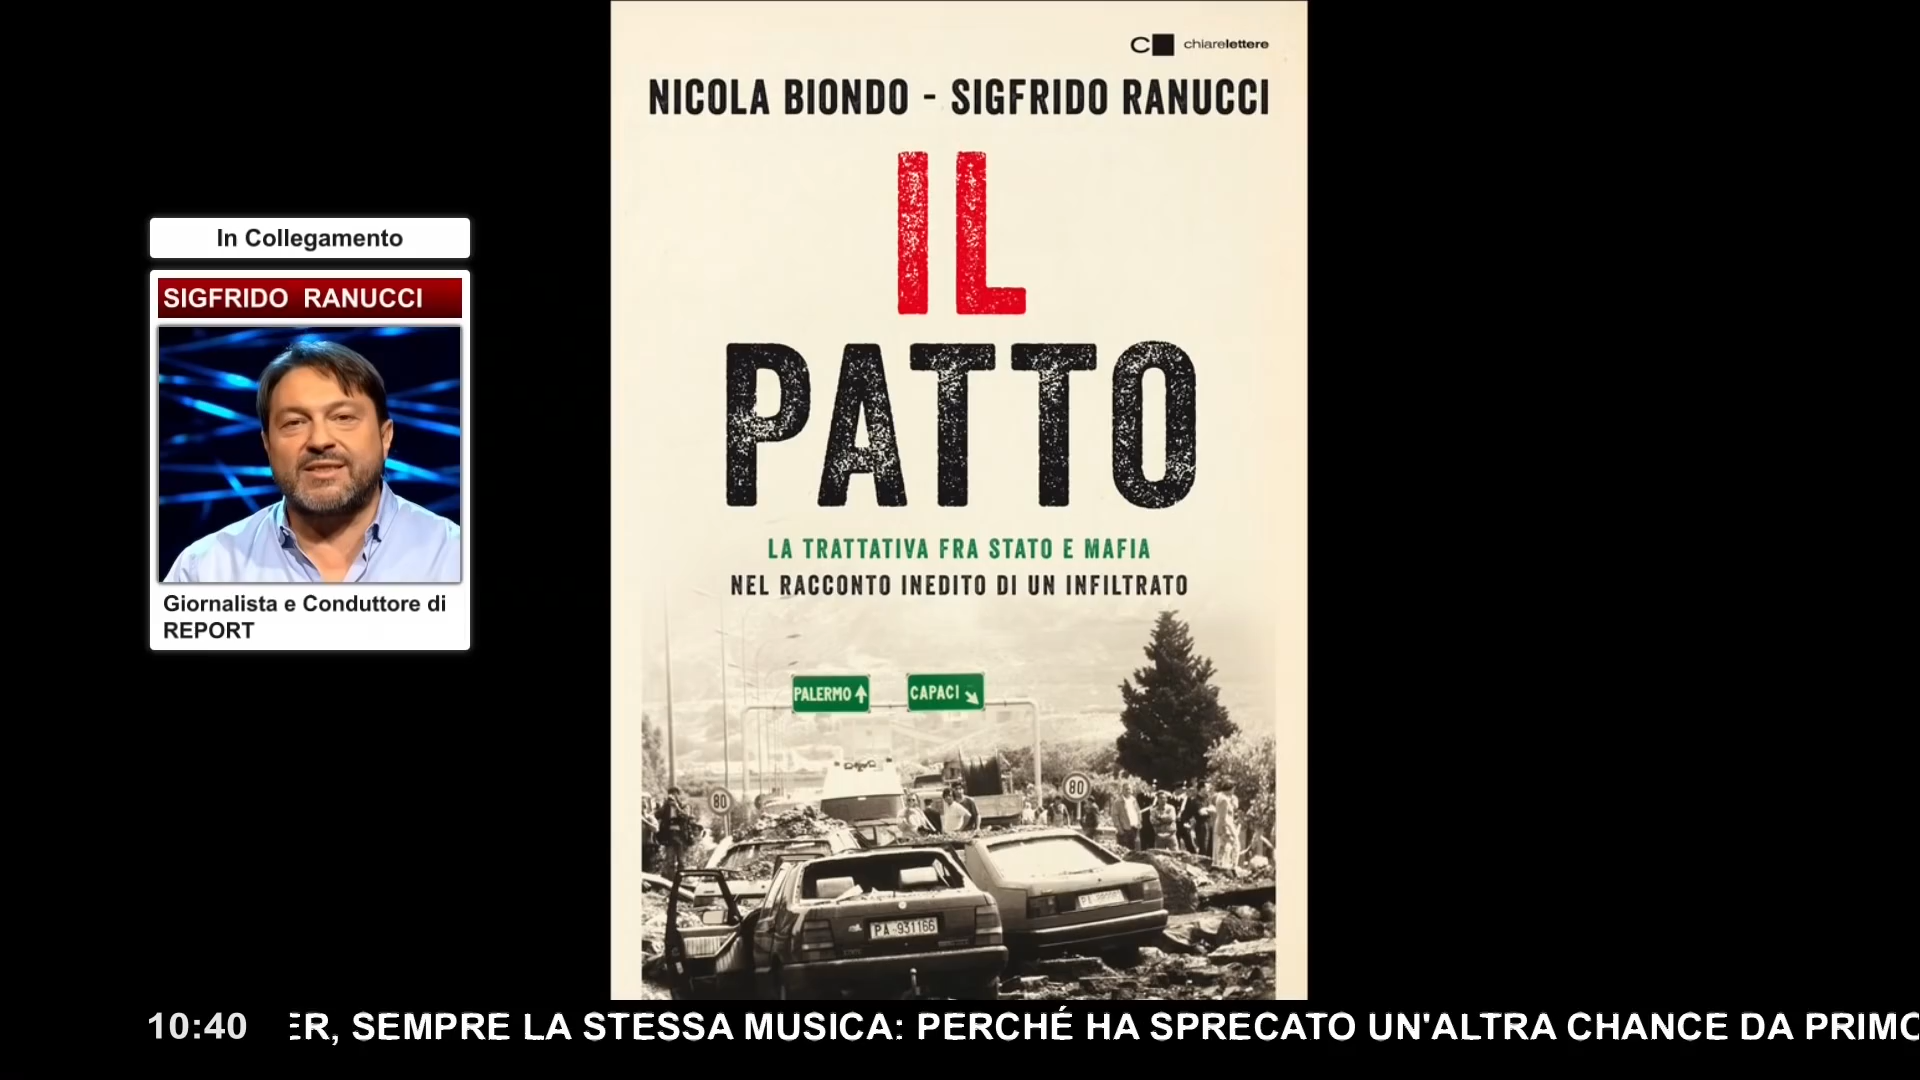 In Collegamento
SIGFRIDO RANUCCI
Giornalista e Conduttore di
REPORT
C chiarelettere
NICOLA BIONDO - SIGFRIDO RANUCCI
IL
PATTO
LA TRATTATIVA FRA STATO E MAFIA
NEL RACCONTO INEDITO DI UN INFILTRATO
PALERMO
CAPACI
80
80
PA-931166
10:40
ER, SEMPRE LA STESSA MUSICA: PERCHÉ HA SPRECATO UN'ALTRA CHANCE DA PRIMO